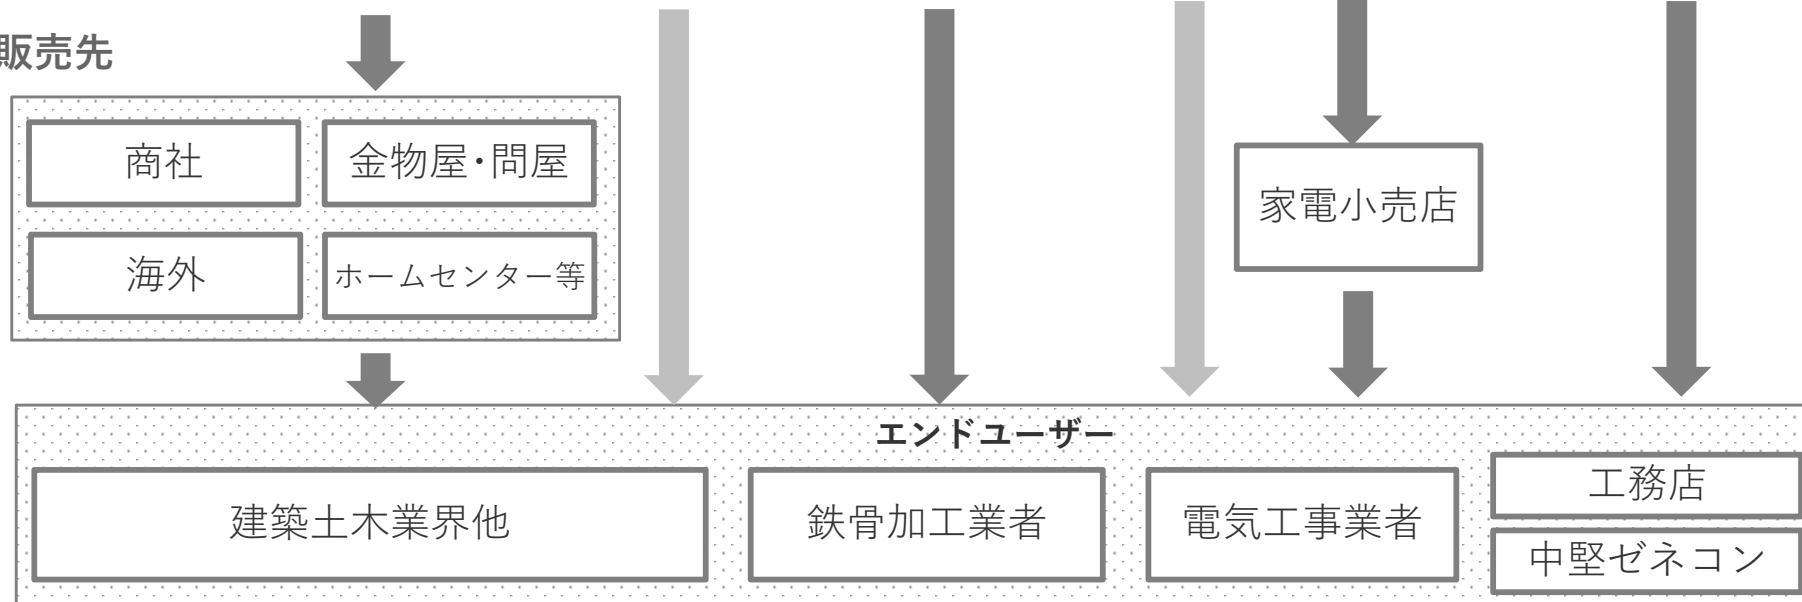 販売先
商社
金物屋・問屋
海外
ホームセンター等
家電小売店
エンドユーザー
建築土木業界他
鉄骨加工業者
電気工事業者
工務店
中堅ゼネコン